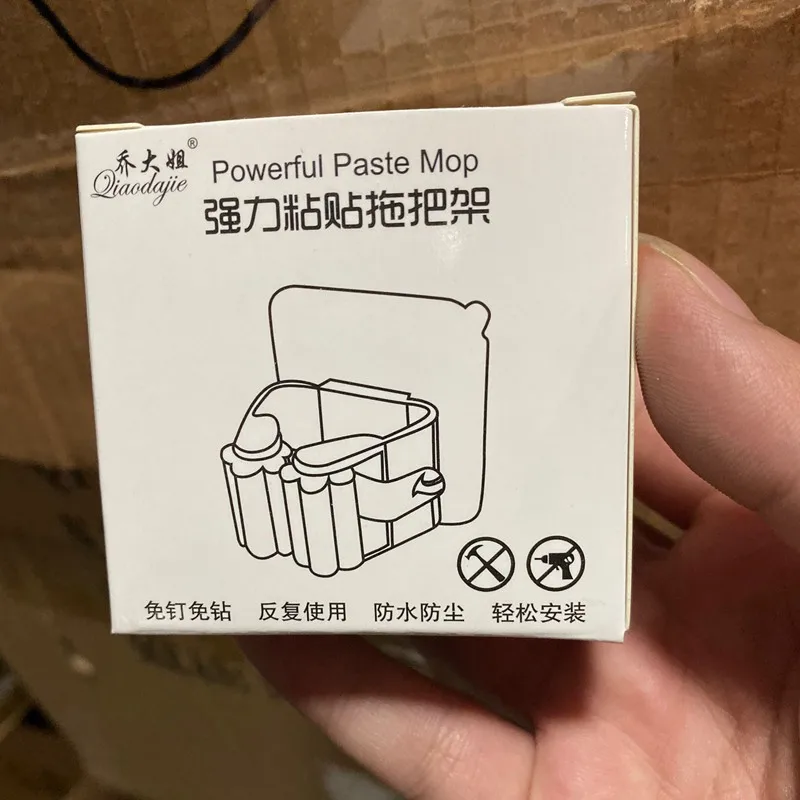 乔大姐®
Qiaodajie
Powerful Paste Mop
强力粘贴拖把架
免钉免钻 反复使用 防水防尘 轻松安装